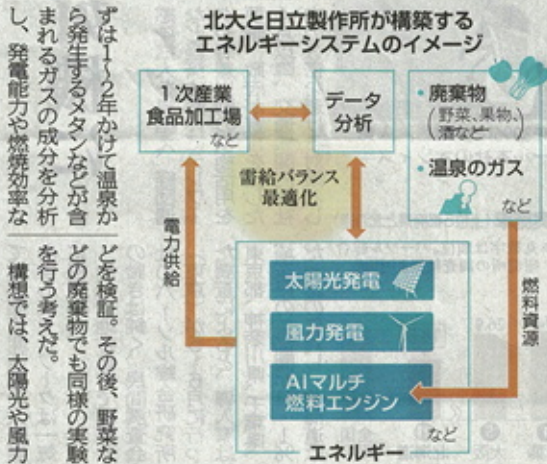 北大と日立製作所が構築する
エネルギーシステムのイメージ
1次産業
食品加工場
など
データ
分析
・廃棄物
(野菜、果物、
酒など)
・温泉のガス
など
需給バランス
最適化
電力供給
燃料資源
太陽光発電
風力発電
AIマルチ
燃料エンジン
など
エネルギー
ずは1〜2年かけて温泉か
ら発生するメタンなどが含
まれるガスの成分を分析
し、発電能力や燃焼効率な
どを検証。その後、野菜な
どの廃棄物でも同様の実験
を行う考えだ。
構想では、太陽光や風力